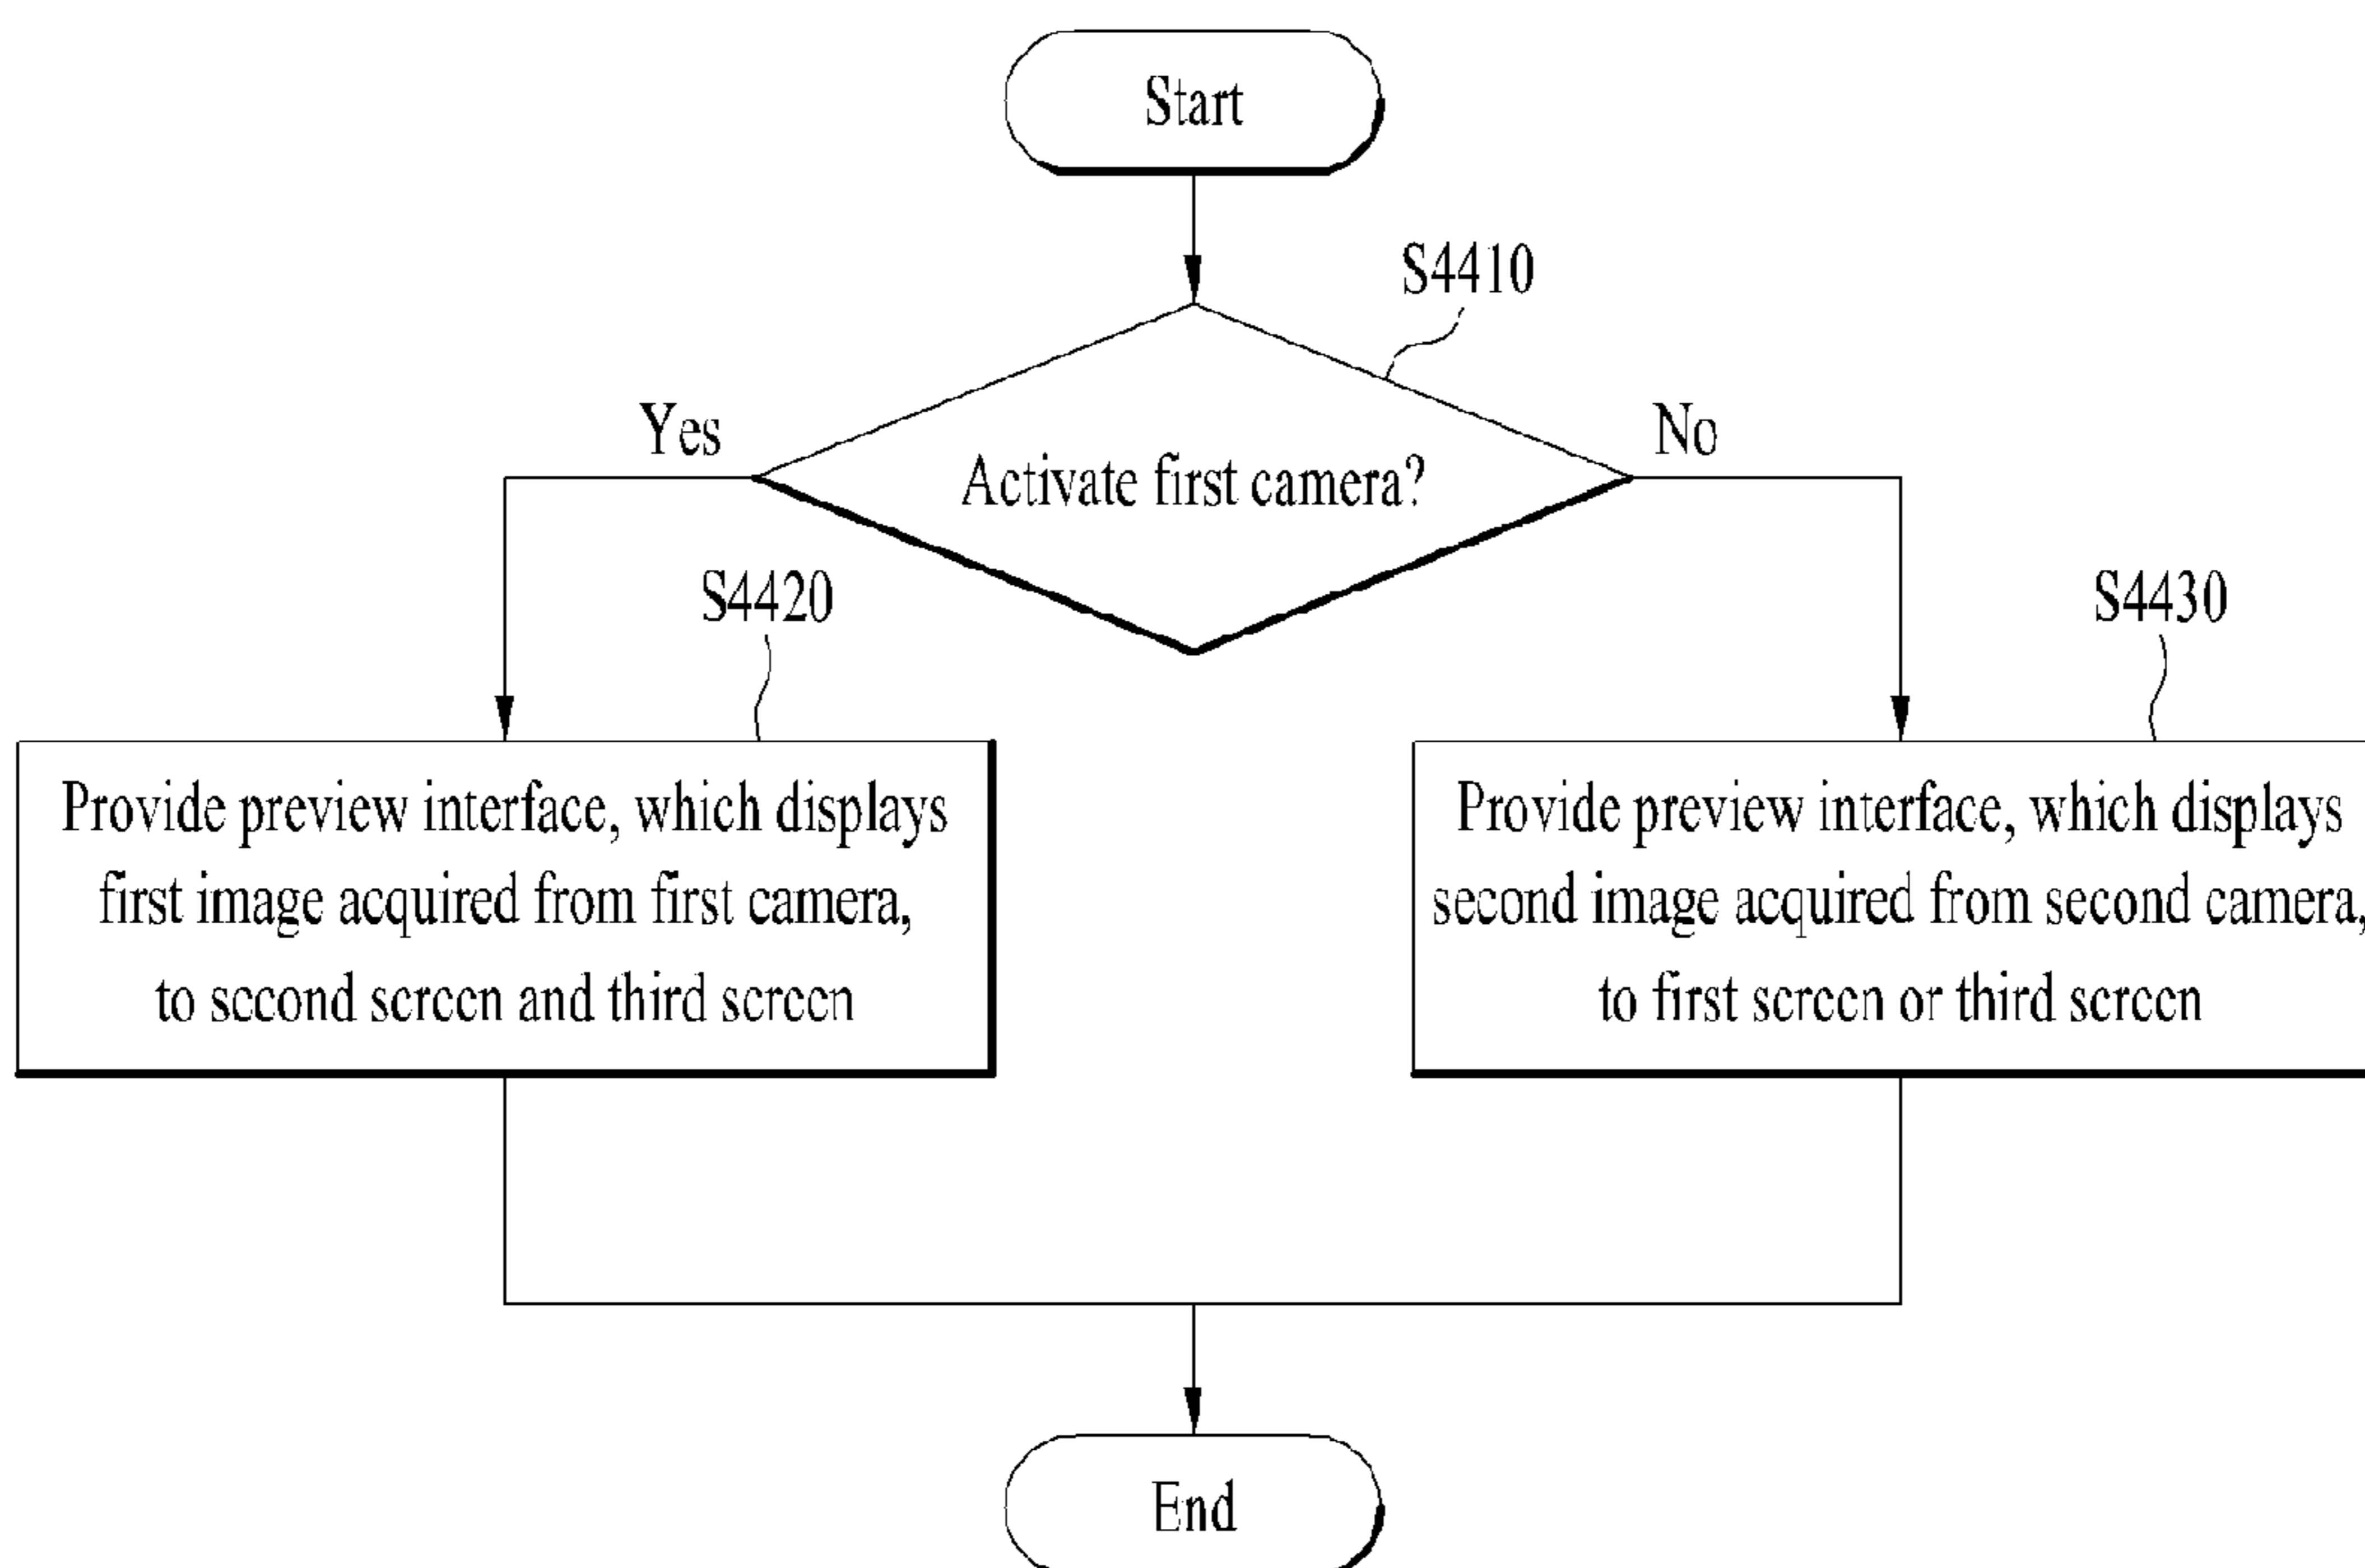 Start
S4410
Yes
No
Activate first camera?
S4420
S4430
Provide preview interface, which displays
first image acquired from first camera,
to second screen and third screen
Provide preview interface, which displays
second image acquired from second camera,
to first screen or third screen
End